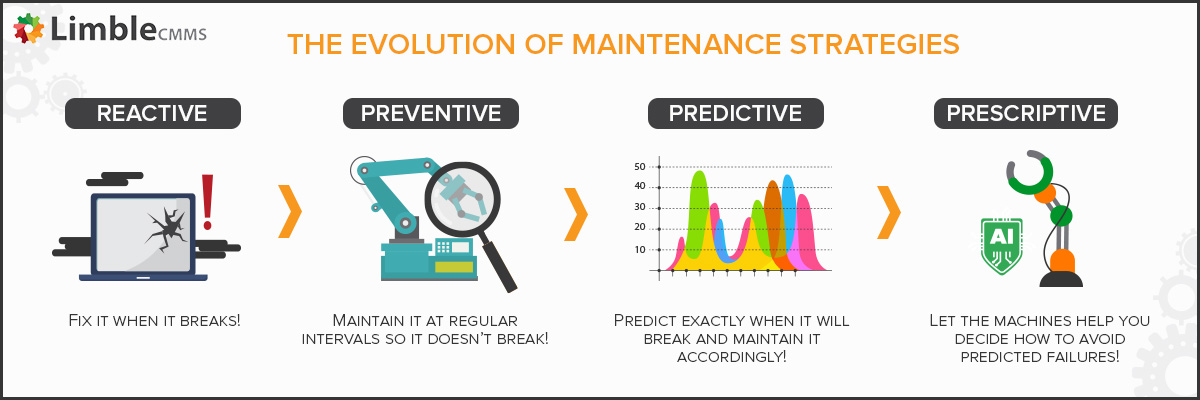 Limble CMMS
THE EVOLUTION OF MAINTENANCE STRATEGIES
REACTIVE
FIX IT WHEN IT BREAKS!
PREVENTIVE
MAINTAIN IT AT REGULAR
INTERVALS SO IT DOESN'T BREAK!
PREDICTIVE
50
40
30
20
10
PREDICT EXACTLY WHEN IT WILL
BREAK AND MAINTAIN IT
ACCORDINGLY!
PRESCRIPTIVE
AI
LET THE MACHINES HELP YOU
DECIDE HOW TO AVOID
PREDICTED FAILURES!